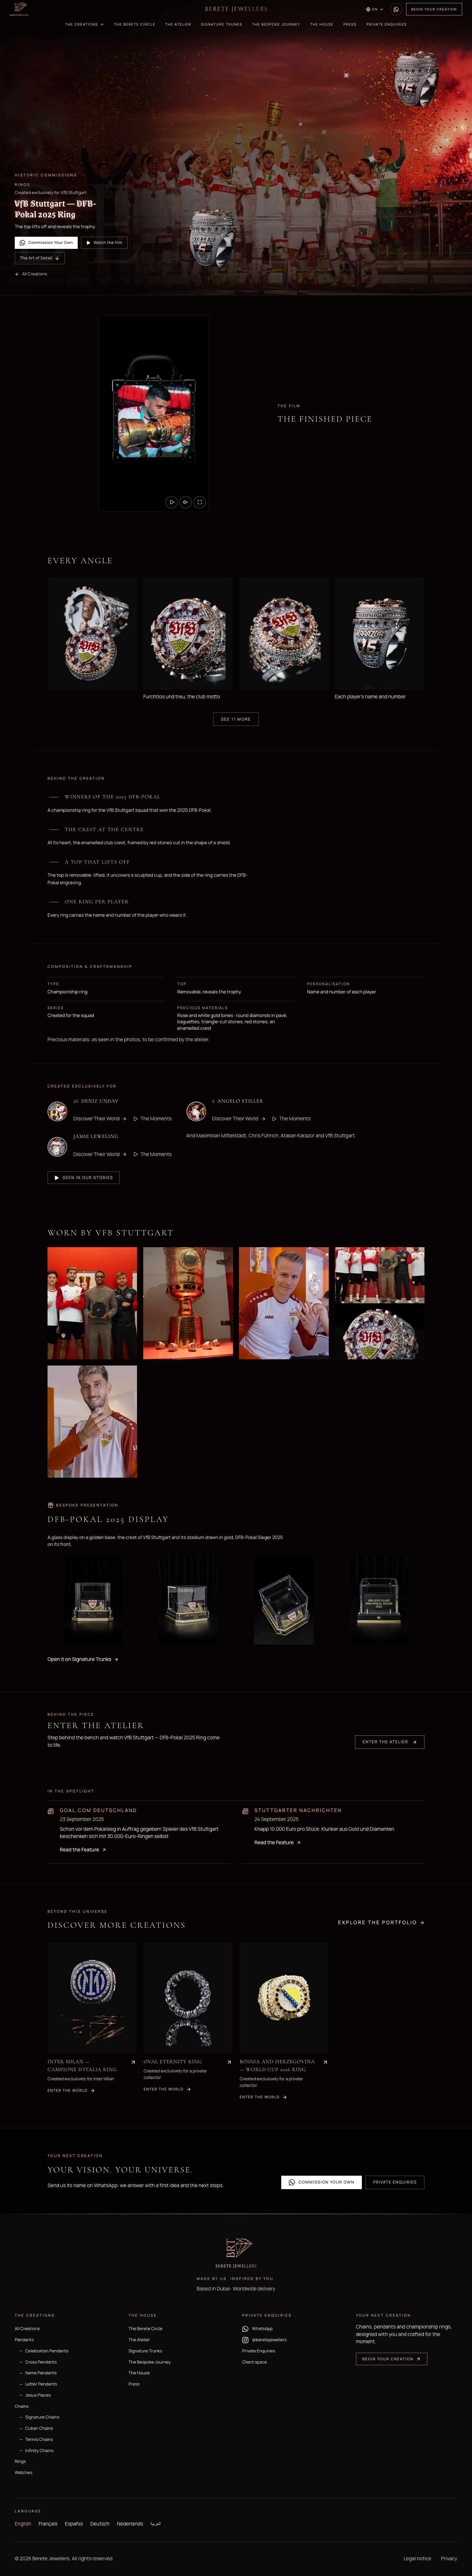 BERETE JEWELLERS
EN
BEGIN YOUR CREATION
THE CREATIONS
THE BERETE CIRCLE
THE ATELIER
SIGNATURE TRUNKS
THE BESPOKE JOURNEY
THE HOUSE
PRESS
PRIVATE ENQUIRIES
HISTORIC COMMISSIONS
RINGS
Created exclusively for VfB Stuttgart
VfB Stuttgart — DFB-
Pokal 2025 Ring
The top lifts off and reveals the trophy.
Commission Your Own
Watch the film
The Art of Detail
All Creations
THE FILM
THE FINISHED PIECE
EVERY ANGLE
Furchtlos und treu, the club motto
Each player's name and number
SEE 11 MORE
BEHIND THE CREATION
WINNERS OF THE 2025 DFB-POKAL
A championship ring for the VfB Stuttgart squad that won the 2025 DFB-Pokal.
THE CREST AT THE CENTRE
At its heart, the enamelled club crest, framed by red stones cut in the shape of a shield.
A TOP THAT LIFTS OFF
The top is removable: lifted, it uncovers a sculpted cup, and the side of the ring carries the DFB-
Pokal engraving.
ONE RING PER PLAYER
Every ring carries the name and number of the player who wears it.
COMPOSITION & CRAFTSMANSHIP
TYPE
Championship ring
TOP
Removable, reveals the trophy
PERSONALISATION
Name and number of each player
SERIES
Created for the squad
PRECIOUS MATERIALS
Rose and white gold tones · round diamonds in pavé,
baguettes, triangle-cut stones, red stones; an
enamelled crest
Precious materials: as seen in the photos, to be confirmed by the atelier.
CREATED EXCLUSIVELY FOR
26 DENIZ UNDAV
Discover Their World
The Moments
6 ANGELO STILLER
Discover Their World
The Moments
JAMIE LEWELING
Discover Their World
The Moments
And Maximilian Mittelstädt, Chris Führich, Atakan Karazor and VfB Stuttgart.
SEEN IN OUR STORIES
WORN BY VFB STUTTGART
BESPOKE PRESENTATION
DFB-POKAL 2025 DISPLAY
A glass display on a golden base: the crest of VfB Stuttgart and its stadium drawn in gold, DFB-Pokal Sieger 2025
on its front.
Open it on Signature Trunks
BEHIND THE PIECE
ENTER THE ATELIER
Step behind the bench and watch VfB Stuttgart — DFB-Pokal 2025 Ring come
to life.
ENTER THE ATELIER
IN THE SPOTLIGHT
GOAL.COM DEUTSCHLAND
23 September 2025
Schon vor dem Pokalsieg in Auftrag gegeben! Spieler des VfB Stuttgart
beschenken sich mit 30.000-Euro-Ringen selbst
Read the Feature
STUTTGARTER NACHRICHTEN
24 September 2025
Knapp 10.000 Euro pro Stück: Klunker aus Gold und Diamanten
Read the Feature
BEYOND THIS UNIVERSE
DISCOVER MORE CREATIONS
EXPLORE THE PORTFOLIO
INTER MILAN —
CAMPIONE D'ITALIA RING
Created exclusively for Inter Milan
ENTER THE WORLD
OVAL ETERNITY RING
Created exclusively for a private
collector
ENTER THE WORLD
BOSNIA AND HERZEGOVINA
— WORLD CUP 2026 RING
Created exclusively for a private
collector
ENTER THE WORLD
YOUR NEXT CREATION
YOUR VISION. YOUR UNIVERSE.
Send us its name on WhatsApp: we answer with a first idea and the next steps.
COMMISSION YOUR OWN
PRIVATE ENQUIRIES
BRT
BERETE JEWELLERS
MADE BY US. INSPIRED BY YOU.
Based in Dubai · Worldwide delivery
THE CREATIONS
All Creations
Pendants
— Celebration Pendants
— Cross Pendants
— Name Pendants
— Letter Pendants
— Jesus Pieces
Chains
— Signature Chains
— Cuban Chains
— Tennis Chains
— Infinity Chains
Rings
Watches
THE HOUSE
The Berete Circle
The Atelier
Signature Trunks
The Bespoke Journey
The House
Press
PRIVATE ENQUIRIES
WhatsApp
@beretejewellers
Private Enquiries
Client space
YOUR NEXT CREATION
Chains, pendants and championship rings,
designed with you and crafted for the
moment.
BEGIN YOUR CREATION
LANGUAGE
English
Français
Español
Deutsch
Nederlands
العربية
© 2026 Berete Jewellers. All rights reserved.
Legal notice
Privacy